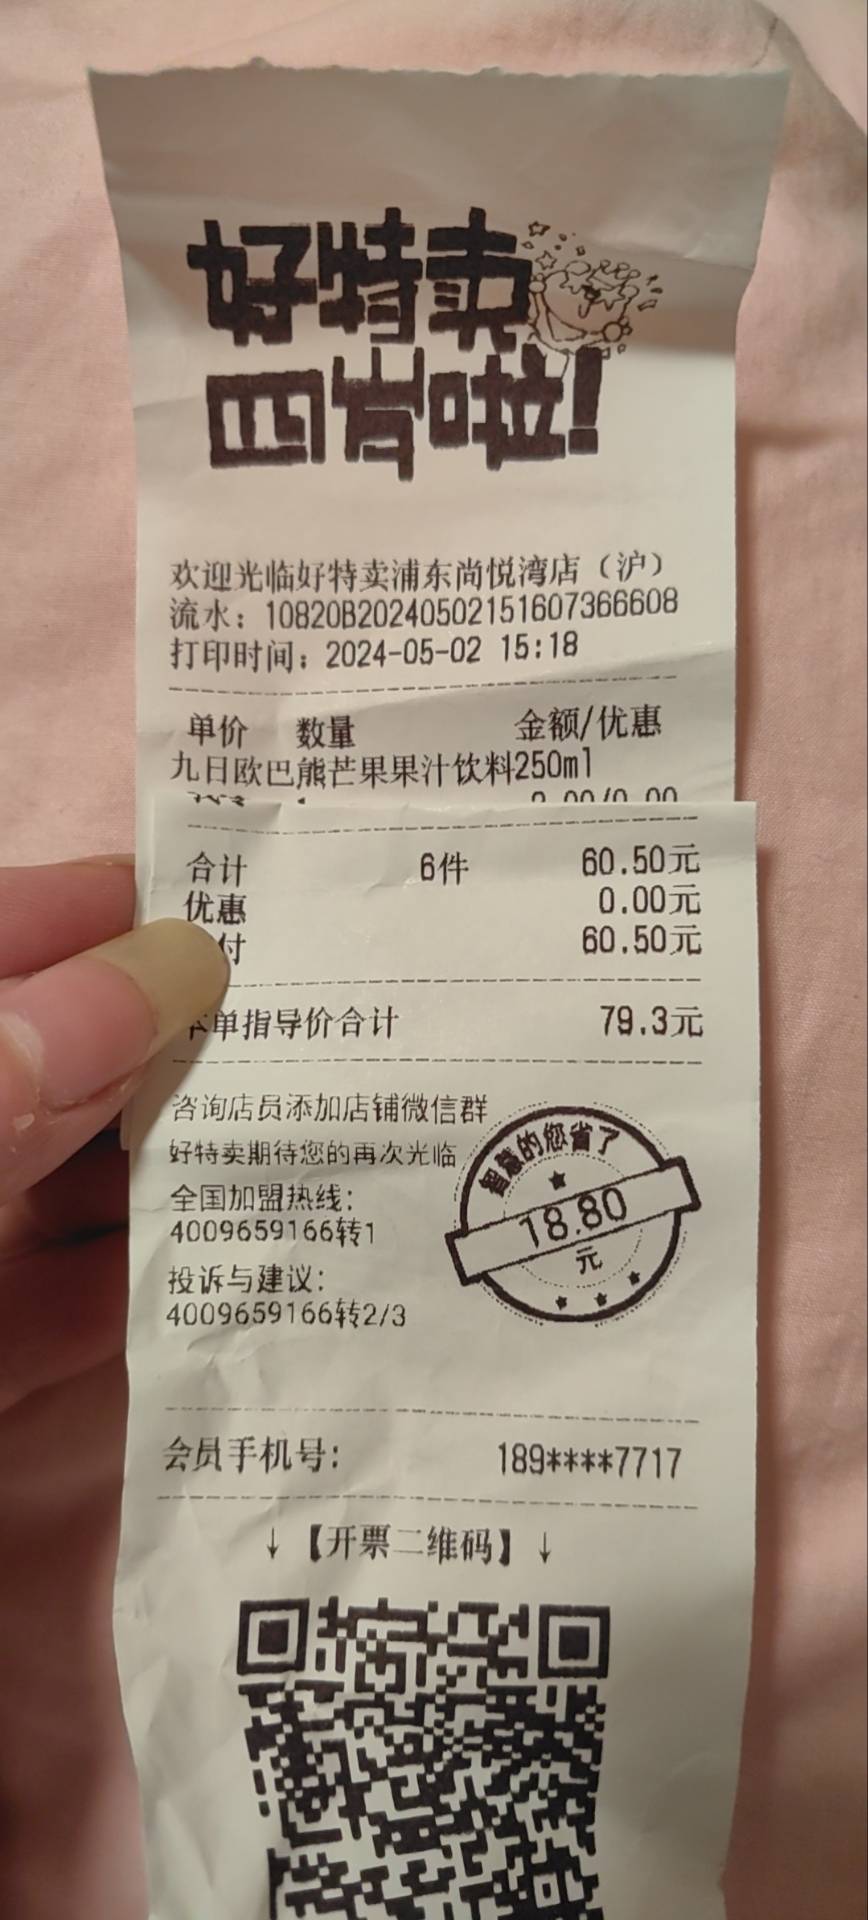 好特卖
目标哇!
欢迎光临好特卖浦东尚悦湾店（沪）
流水：10820B20240502151607366608
打印时间：2024-05-02 15:18
单价 数量 金额/优惠
九日欧巴熊芒果果汁饮料250ml
合计 6件 60.50元
优惠 0.00元
付 60.50元
本单指导价合计 79.3元
咨询店员添加店铺微信群
好特卖期待您的再次光临
全国加盟热线：
4009659166转1
投诉与建议：
4009659166转2/3
智慧的您省了
18.80
元
会员手机号： 189****7717
↓【开票二维码】↓